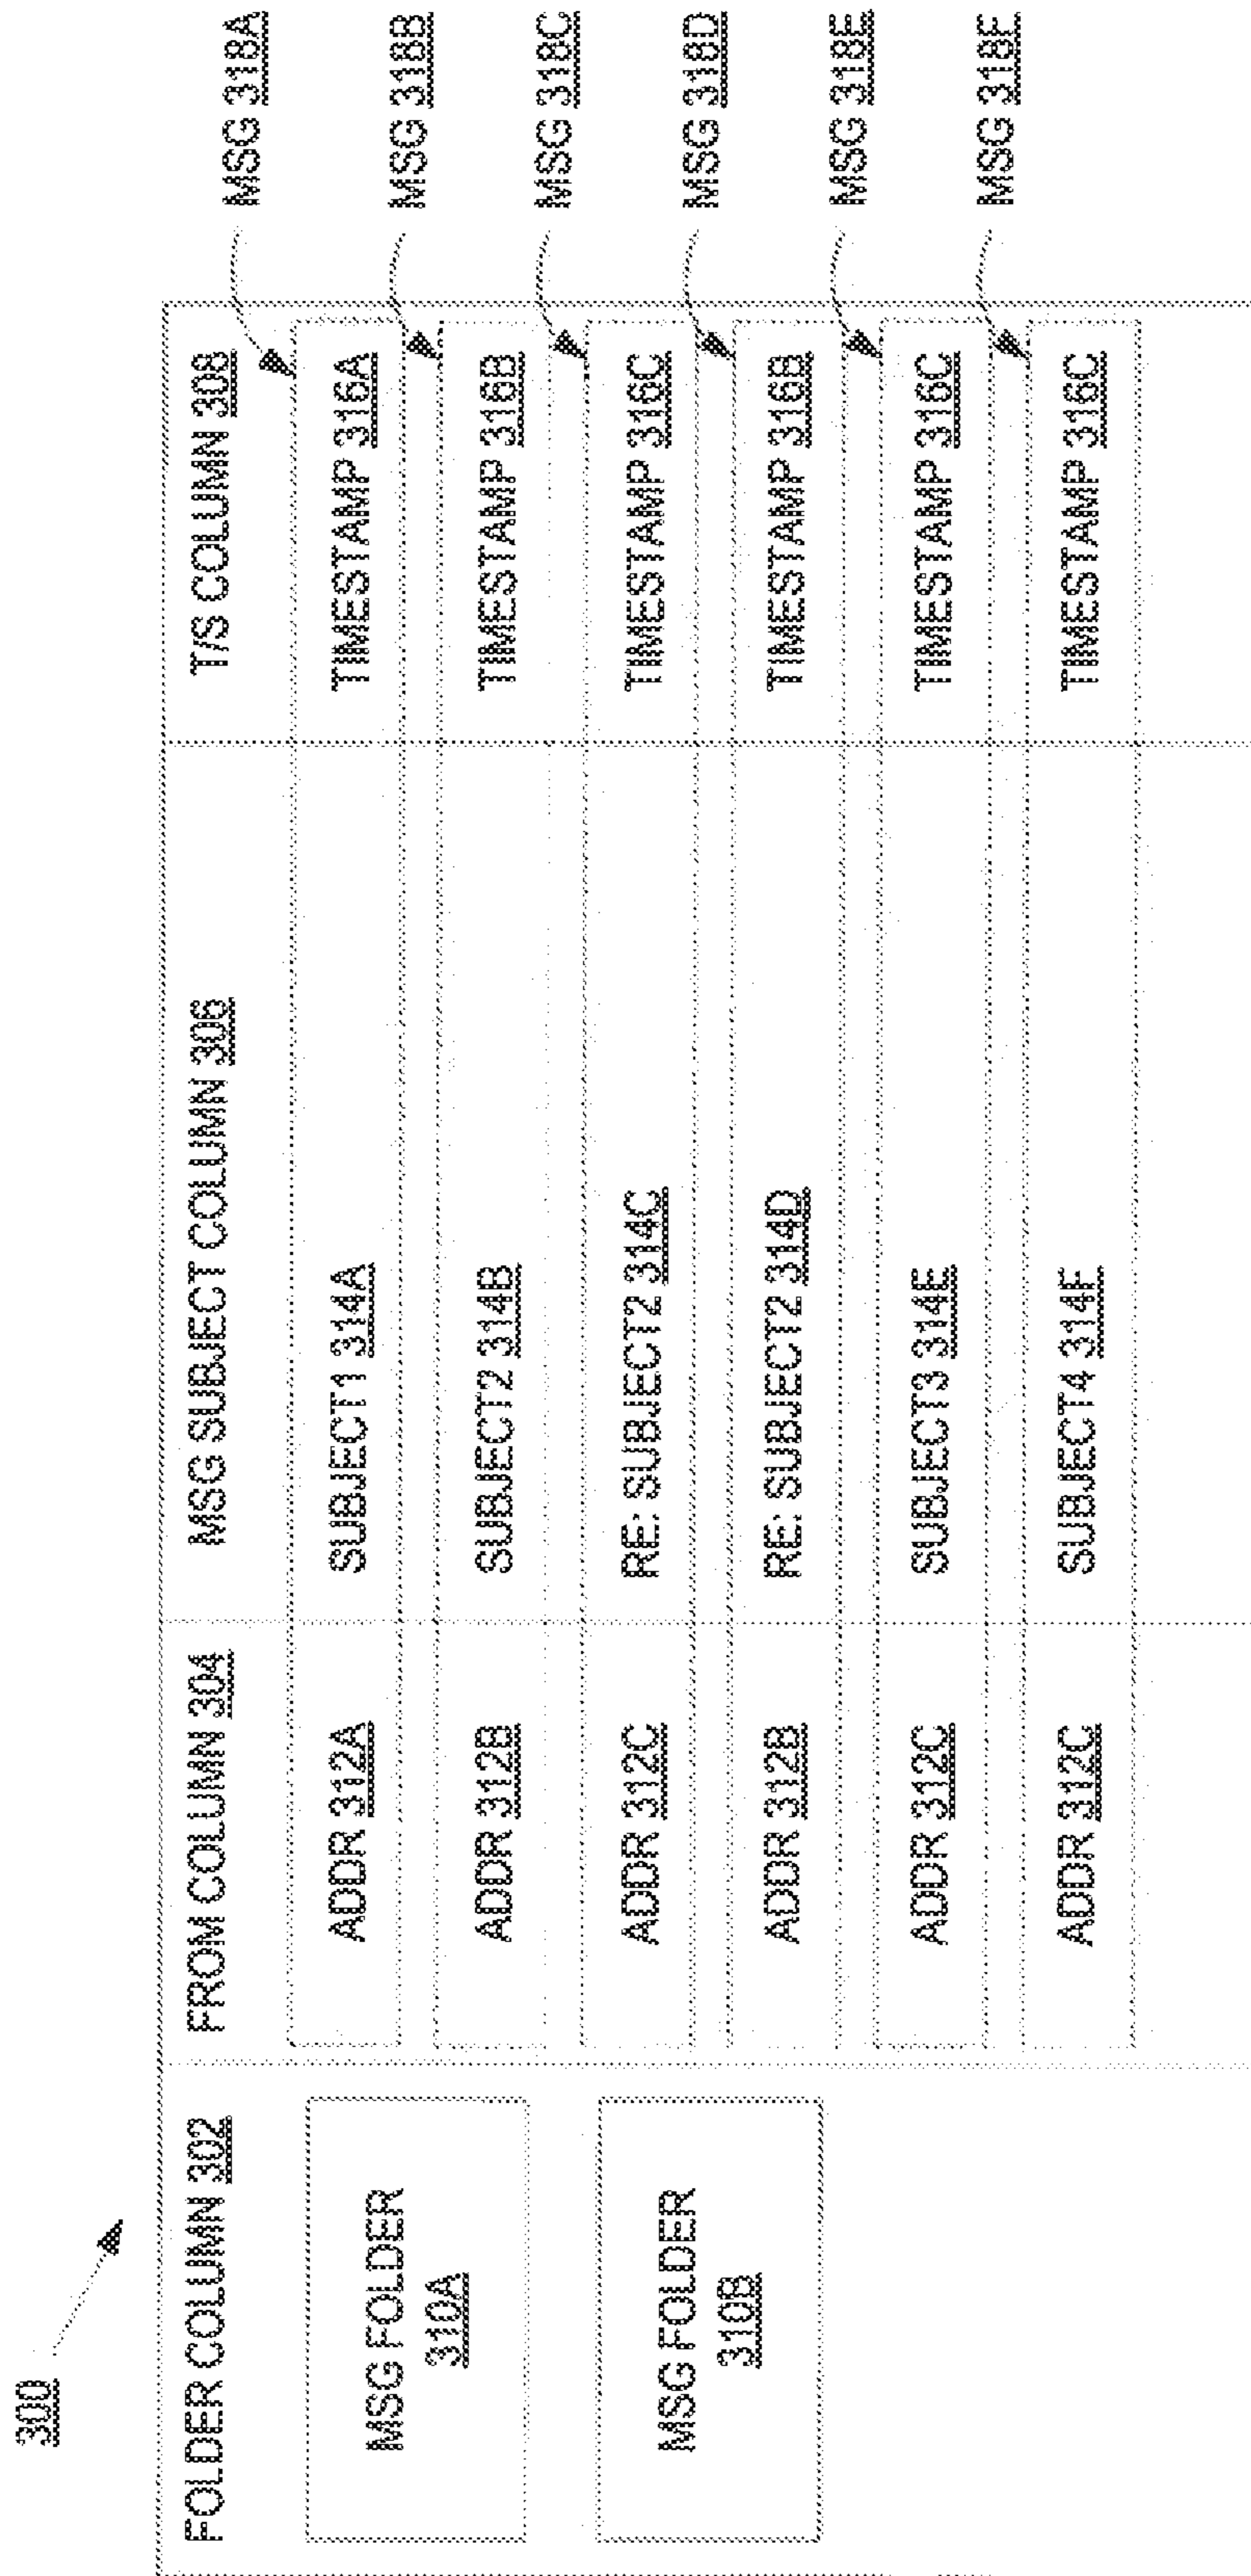 300
FOLDER COLUMN 302 FROM COLUMN 304 MSG SUBJECT COLUMN 306 T/S COLUMN 308
MSG FOLDER
310A
MSG FOLDER
310B
ADDR 312A SUBJECT1 314A TIMESTAMP 316A MSG 318A
ADDR 312B SUBJECT2 314B TIMESTAMP 316B MSG 318B
ADDR 312C RE: SUBJECT2 314C TIMESTAMP 316C MSG 318C
ADDR 312B RE: SUBJECT2 314D TIMESTAMP 316B MSG 318D
ADDR 312C SUBJECT3 314E TIMESTAMP 316C MSG 318E
ADDR 312C SUBJECT4 314F TIMESTAMP 316C MSG 318F